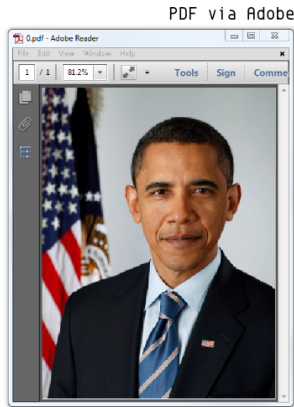 PDF via Adobe
0.pdf - Adobe Reader
File Edit View Window Help
1 / 1 81.2% Tools Sign Comme